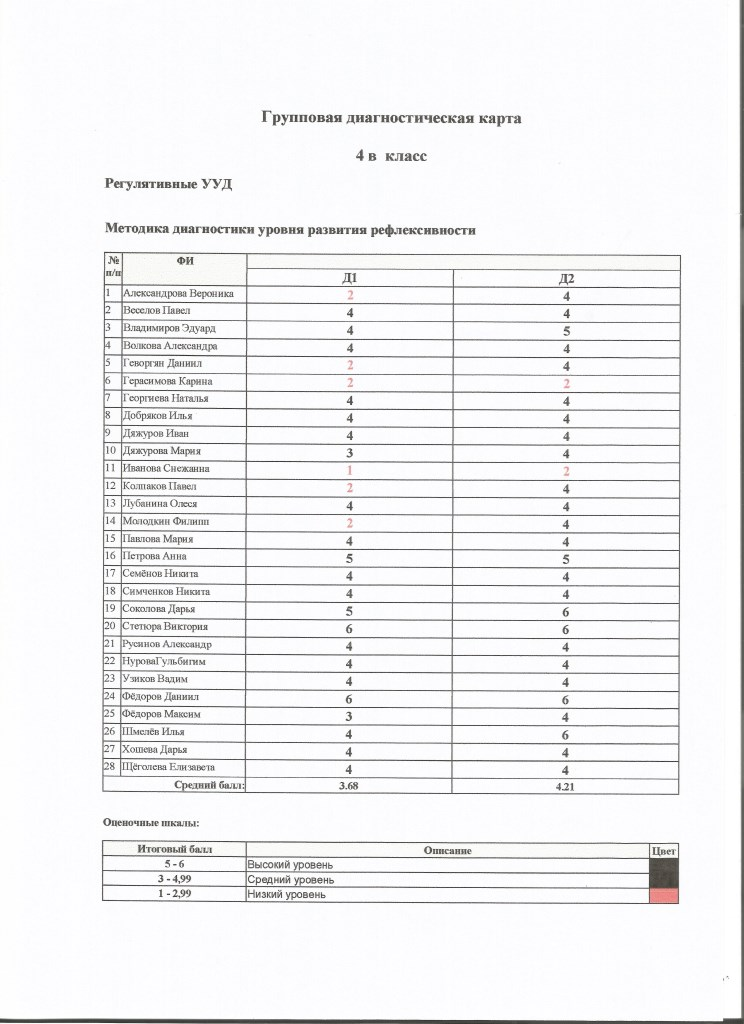 Групповая диагностическая карта
4 в класс
Регулятивные УУД
Методика диагностики уровня развития рефлексивности
№ п/п ФИ
Д1 Д2
1 Александрова Вероника 2 4
2 Веселов Павел 4 4
3 Владимиров Эдуард 4 5
4 Волкова Александра 4 4
5 Геворгян Даниил 2 4
6 Герасимова Карина 2 2
7 Георгиева Наталья 4 4
8 Добряков Илья 4 4
9 Дяжуров Иван 4 4
10 Дяжурова Мария 3 4
11 Иванова Снежанна 1 2
12 Колпаков Павел 2 4
13 Лубанина Олеся 4 4
14 Молодкин Филипп 2 4
15 Павлова Мария 4 4
16 Петрова Анна 5 5
17 Семёнов Никита 4 4
18 Симченков Никита 4 4
19 Соколова Дарья 5 6
20 Стетюра Виктория 6 6
21 Русинов Александр 4 4
22 НуроваГульбигим 4 4
23 Узиков Вадим 4 4
24 Фёдоров Даниил 6 6
25 Фёдоров Максим 3 4
26 Шмелёв Илья 4 6
27 Хошева Дарья 4 4
28 Щёголева Елизавета 4 4
Средний балл: 3.68 4.21
Оценочные шкалы:
Итоговый балл Описание Цвет
5 - 6 Высокий уровень
3 - 4,99 Средний уровень
1 - 2,99 Низкий уровень